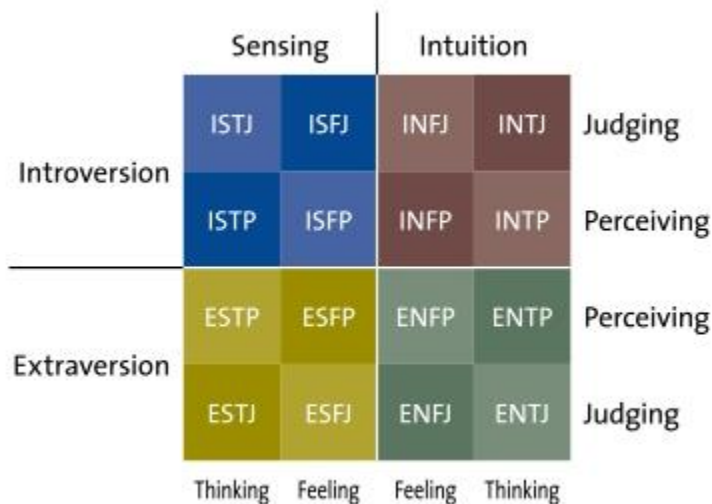 Sensing Intuition
ISTJ ISFJ INFJ INTJ Judging
Introversion
ISTP ISFP INFP INTP Perceiving
ESTP ESFP ENFP ENTP Perceiving
Extraversion
ESTJ ESFJ ENFJ ENTJ Judging
Thinking Feeling Feeling Thinking